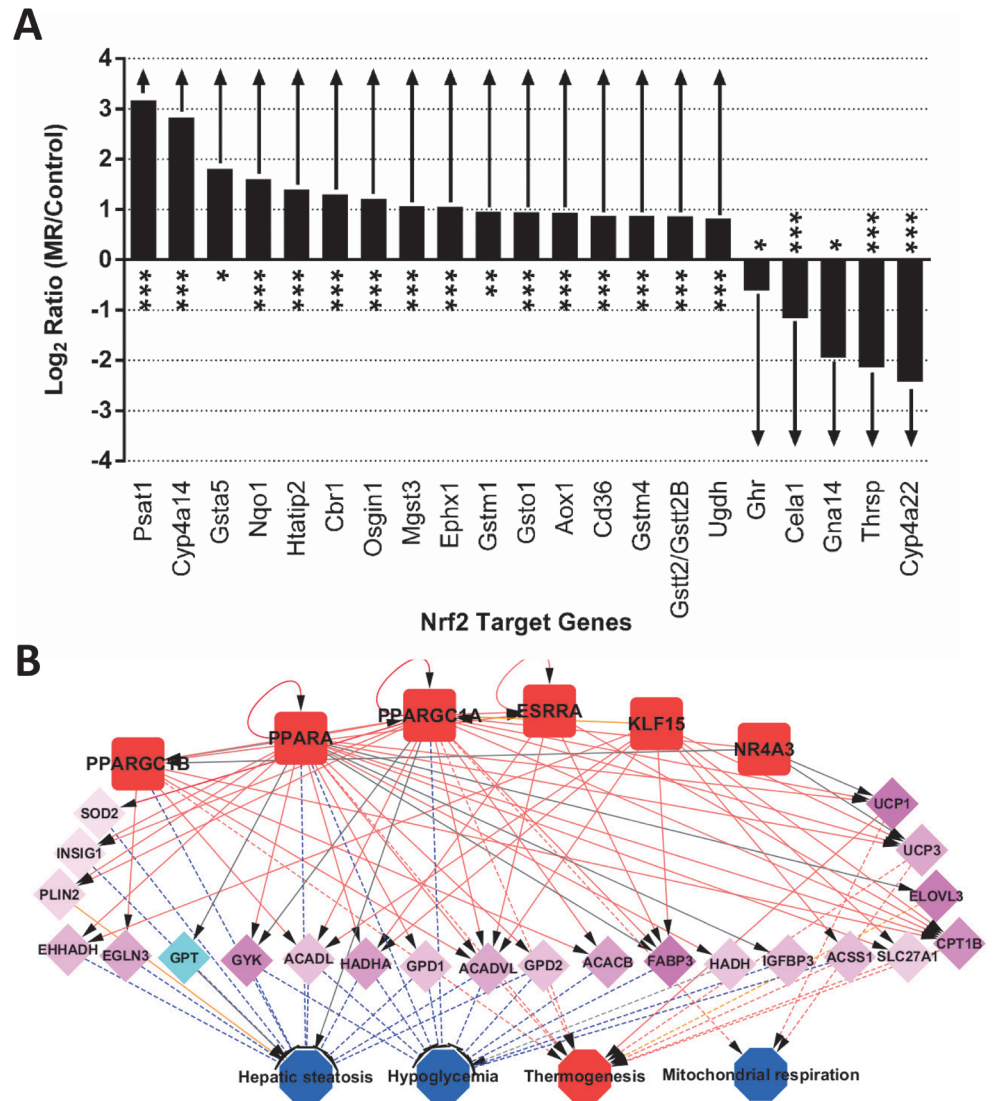 A
Log2 Ratio (MR/Control)
4
3
2
1
0
-1
-2
-3
-4
***
***
*
***
***
***
***
***
***
**
***
***
***
***
***
***
*
***
*
***
***
Psat1
Cyp4a14
Gsta5
Nqo1
Htatip2
Cbr1
Osgin1
Mgst3
Ephx1
Gstm1
Gsto1
Aox1
Cd36
Gstm4
Gstt2/Gstt2B
Ugdh
Ghr
Cela1
Gna14
Thrsp
Cyp4a22
Nrf2 Target Genes
B
PPARGC1B
PPARA
PPARGC1A
ESRRA
KLF15
NR4A3
SOD2
INSIG1
PLIN2
EHHADH
EGLN3
GPT
GYK
ACADL
HADHA
GPD1
ACADVL
GPD2
ACACB
FABP3
HADH
IGFBP3
ACSS1
SLC27A1
CPT1B
ELOVL3
UCP3
UCP1
Hepatic steatosis
Hypoglycemia
Thermogenesis
Mitochondrial respiration